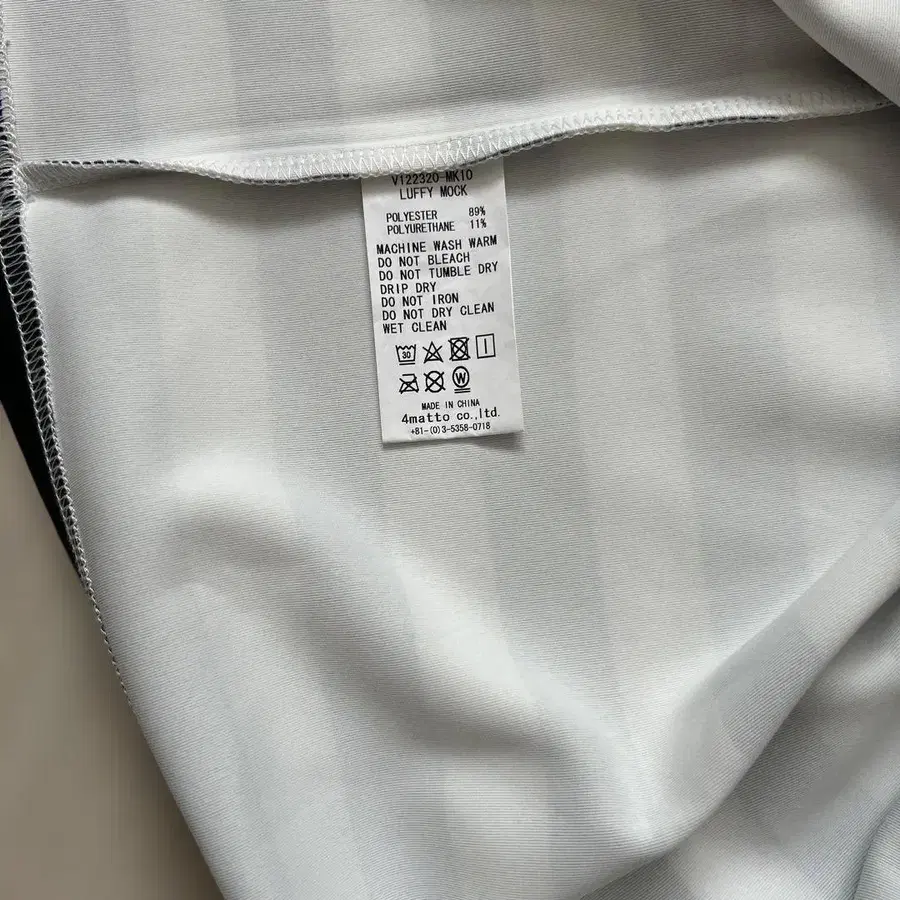 V122320-MK10
LUFFY MOCK
POLYESTER 89%
POLYURETHANE 11%
MACHINE WASH WARM
DO NOT BLEACH
DO NOT TUMBLE DRY
DRIP DRY
DO NOT IRON
DO NOT DRY CLEAN
WET CLEAN
30
W
MADE IN CHINA
4matto co.,ltd.
+81-(0)3-5358-0718